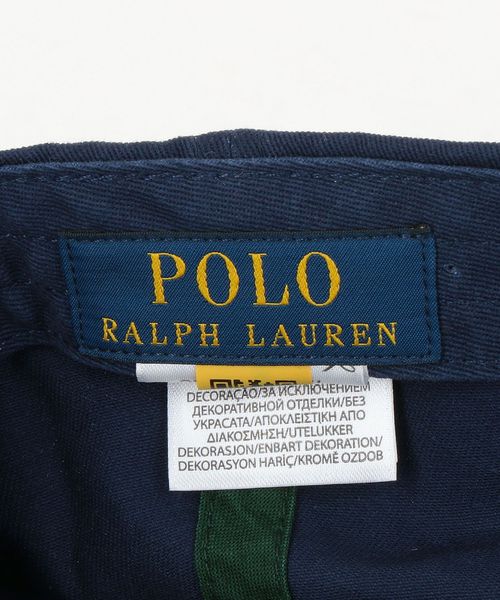 POLO
RALPH LAUREN
DECORAÇÃO/ЗА ИСКЛЮЧЕНИЕМ
ДЕКОРАТИВНОЙ ОТДЕЛКИ/БЕЗ
УКРАСАТА/ΑΠΟΚΛΕΙΣΤΙΚΗ ΑΠΟ
ΔΙΑΚΟΣΜΗΣΗ/UTELUKKER
DEKORASJON/ENBART DEKORATION/
DEKORASYON HARİÇ/KROMĚ OZDOB